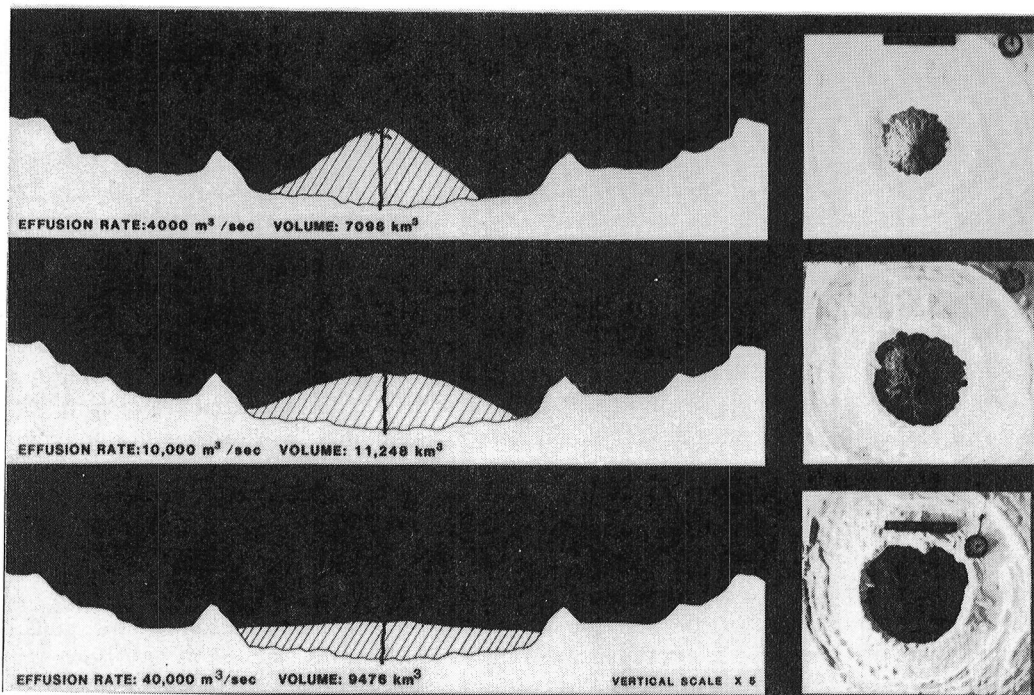 EFFUSION RATE:4000 m³/sec VOLUME: 7098 km³
EFFUSION RATE:10,000 m³/sec VOLUME: 11,248 km³
EFFUSION RATE: 40,000 m³/sec VOLUME: 9476 km³
VERTICAL SCALE X 5